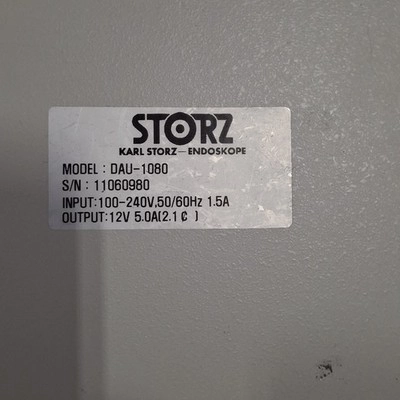 STORZ
KARL STORZ—ENDOSKOPE
MODEL : DAU-1080
S/N : 11060980
INPUT:100-240V,50/60Hz 1.5A
OUTPUT:12V 5.0A(2.1 ₵ )